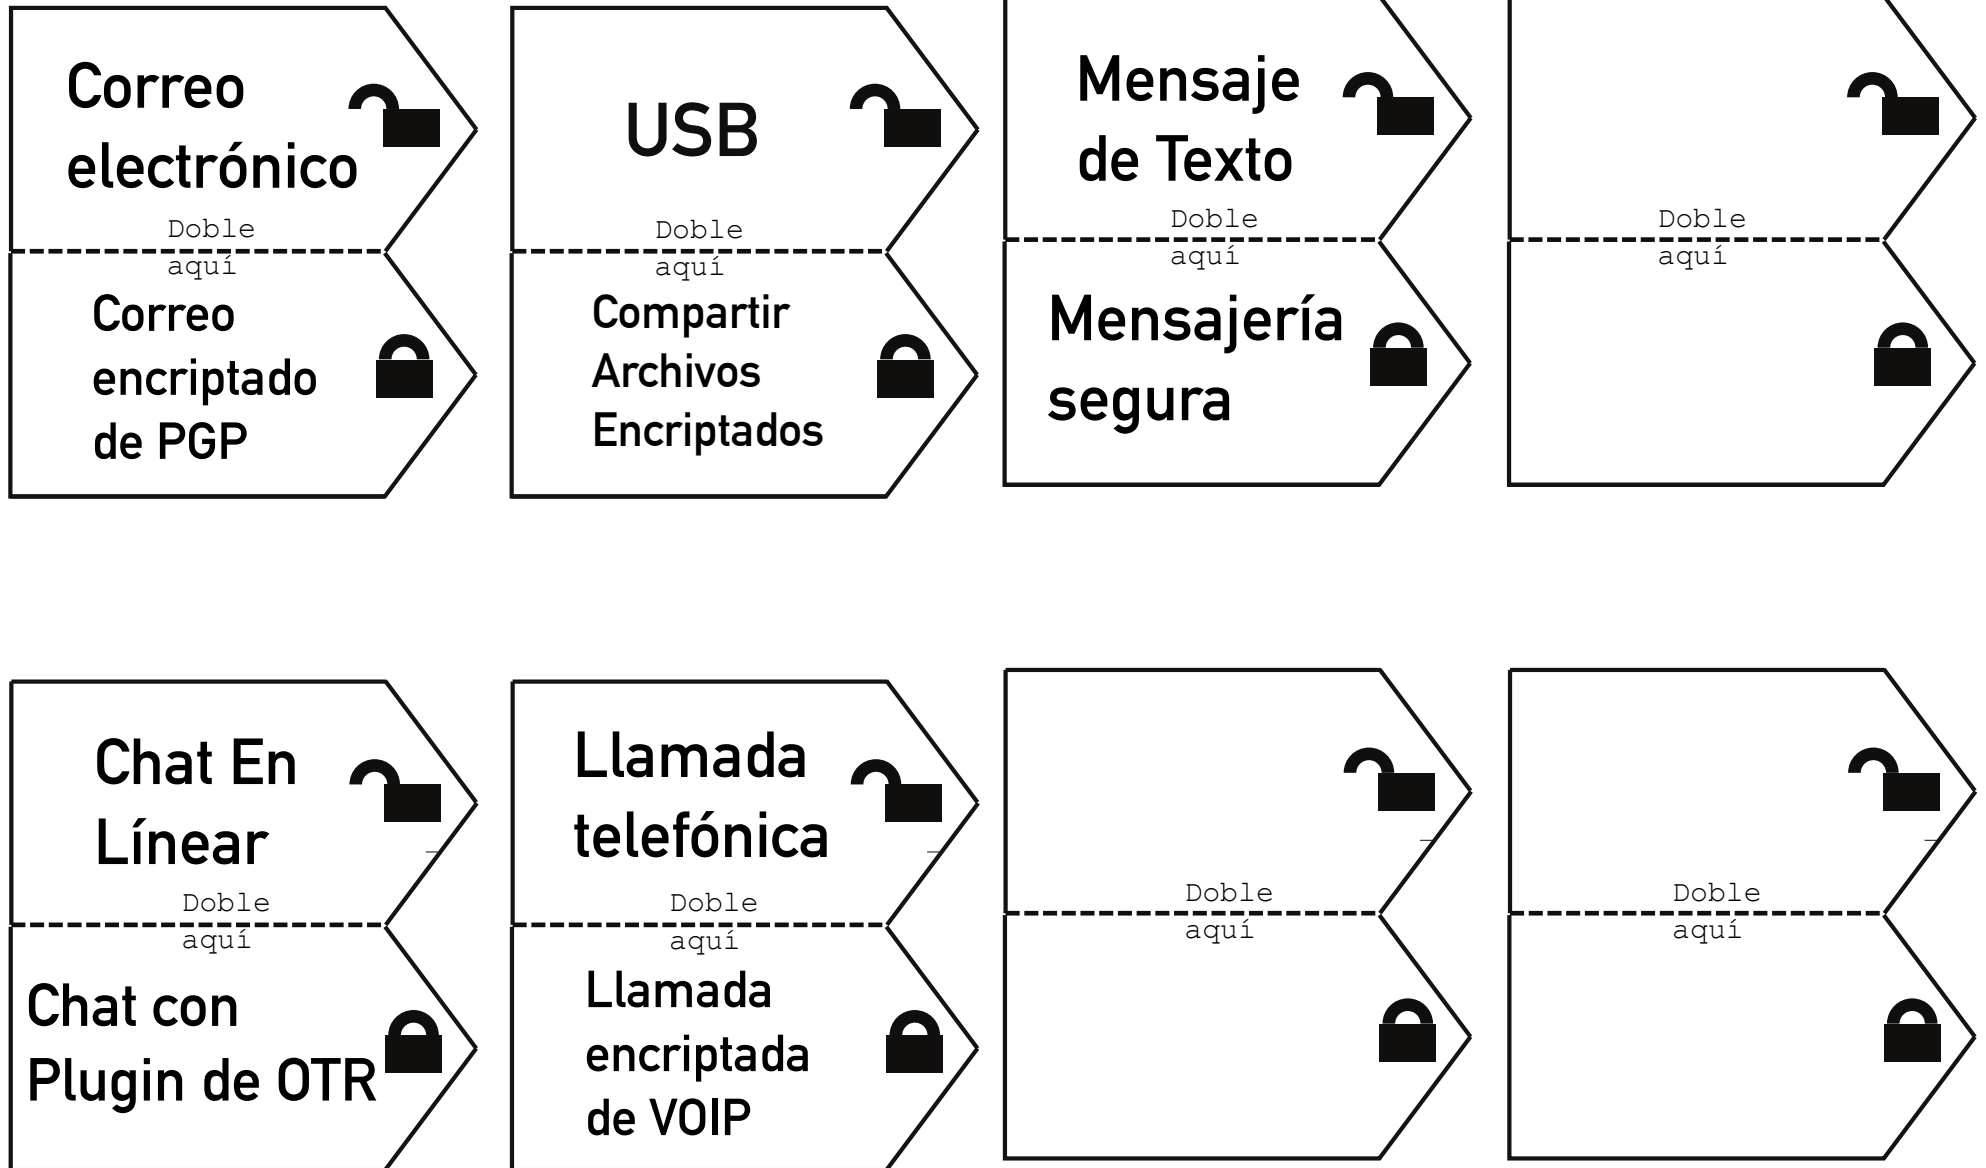 Correo
electrónico
Doble
aquí
Correo
encriptado
de PGP
USB
Doble
aquí
Compartir
Archivos
Encriptados
Mensaje
de Texto
Doble
aquí
Mensajería
segura
Doble
aquí
Chat En
Línear
Doble
aquí
Chat con
Plugin de OTR
Llamada
telefónica
Doble
aquí
Llamada
encriptada
de VOIP
Doble
aquí
Doble
aquí